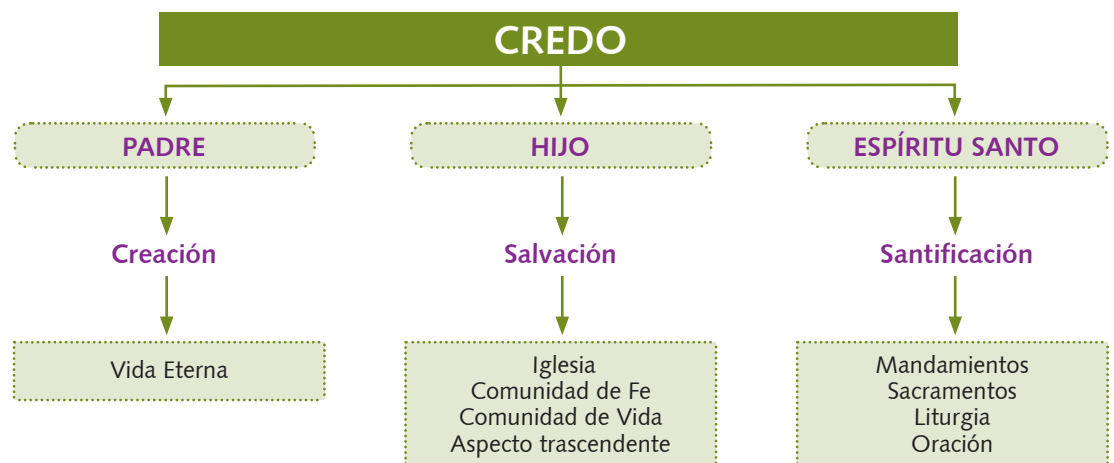 CREDO
PADRE
HIJO
ESPÍRITU SANTO
Creación
Salvación
Santificación
Vida Eterna
Iglesia
Comunidad de Fe
Comunidad de Vida
Aspecto trascendente
Mandamientos
Sacramentos
Liturgia
Oración